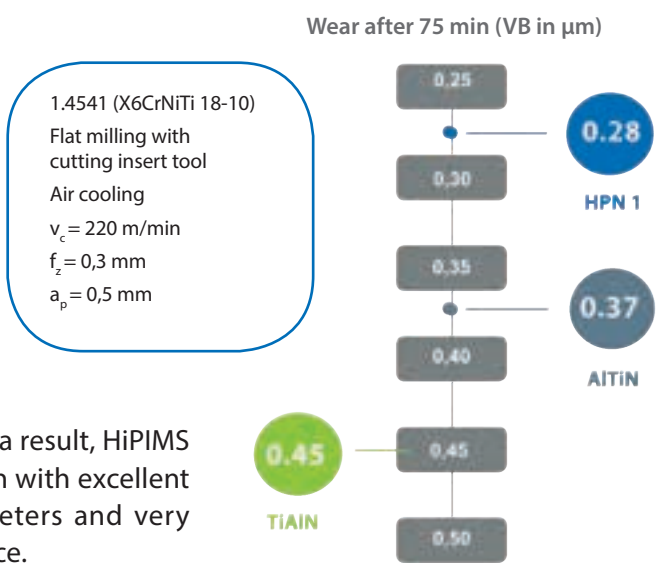 Wear after 75 min (VB in µm)
1.4541 (X6CrNiTi 18-10)
Flat milling with
cutting insert tool
Air cooling
v_c= 220 m/min
f_z= 0,3 mm
a_p= 0,5 mm
0.25
0.28
HPN 1
0,30
0,35
0.37
AlTiN
0,40
0.45
0,45
TiAlN
0,50
a result, HiPIMS
with excellent
eters and very
ce.